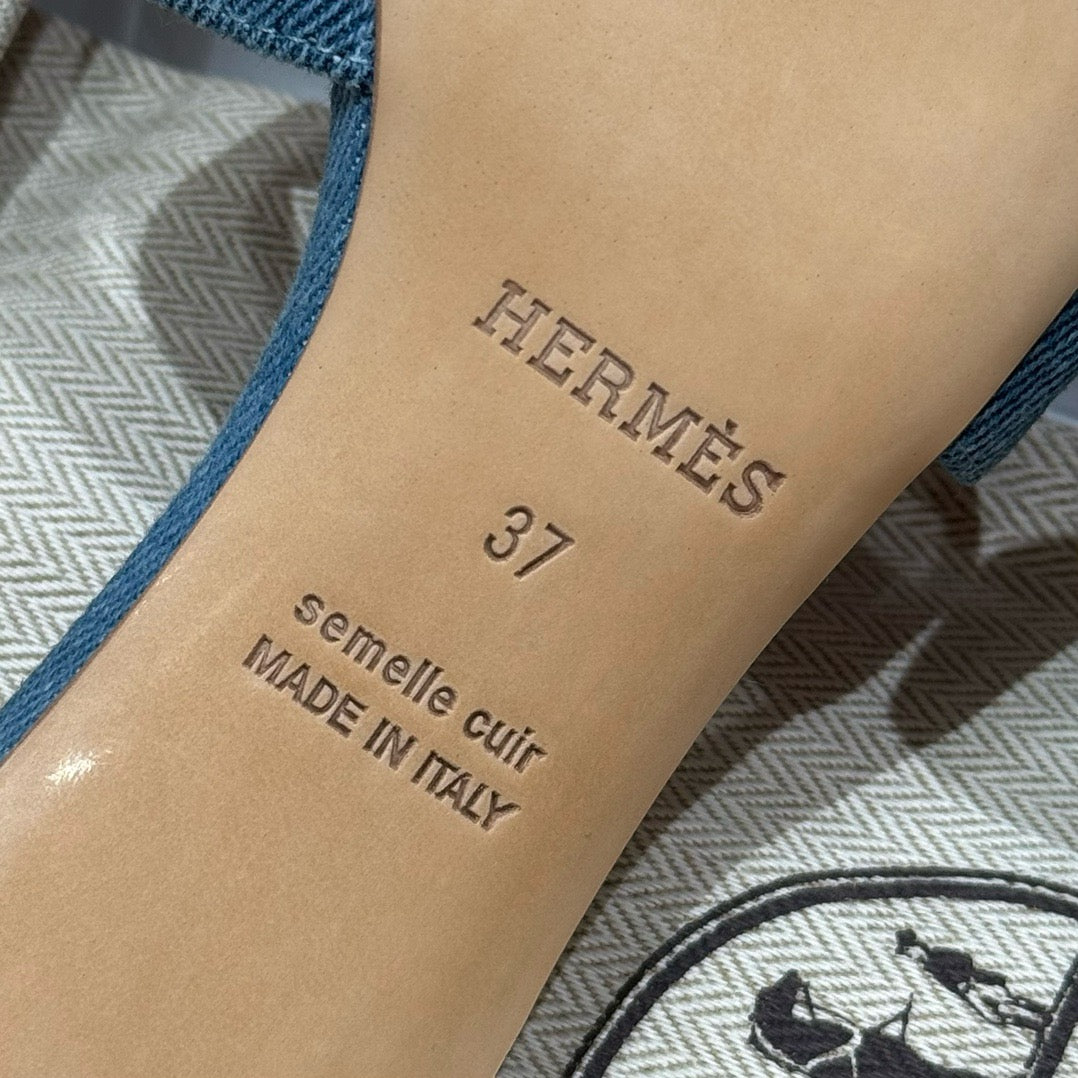 HERMÈS
37
semelle cuir
MADE IN ITALY